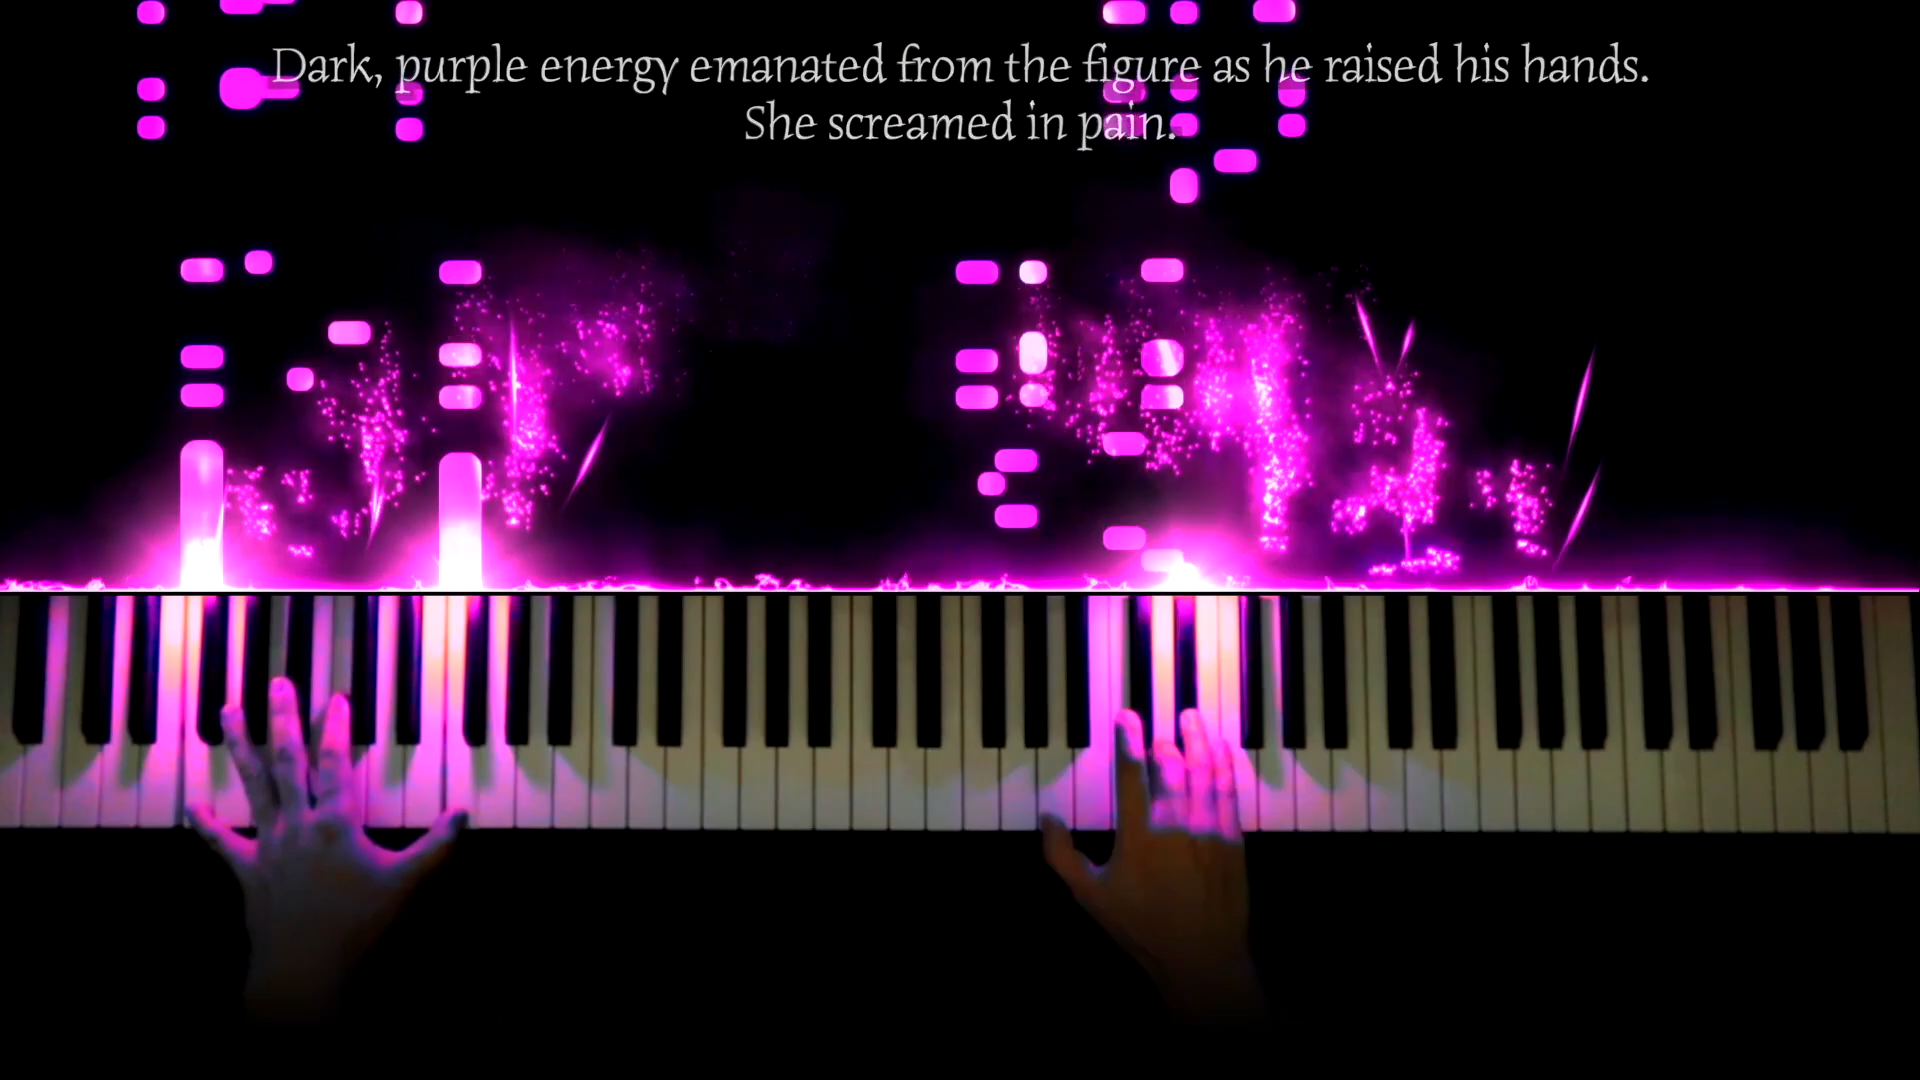 Dark, purple energy emanated from the figure as he raised his hands.
She screamed in pain.